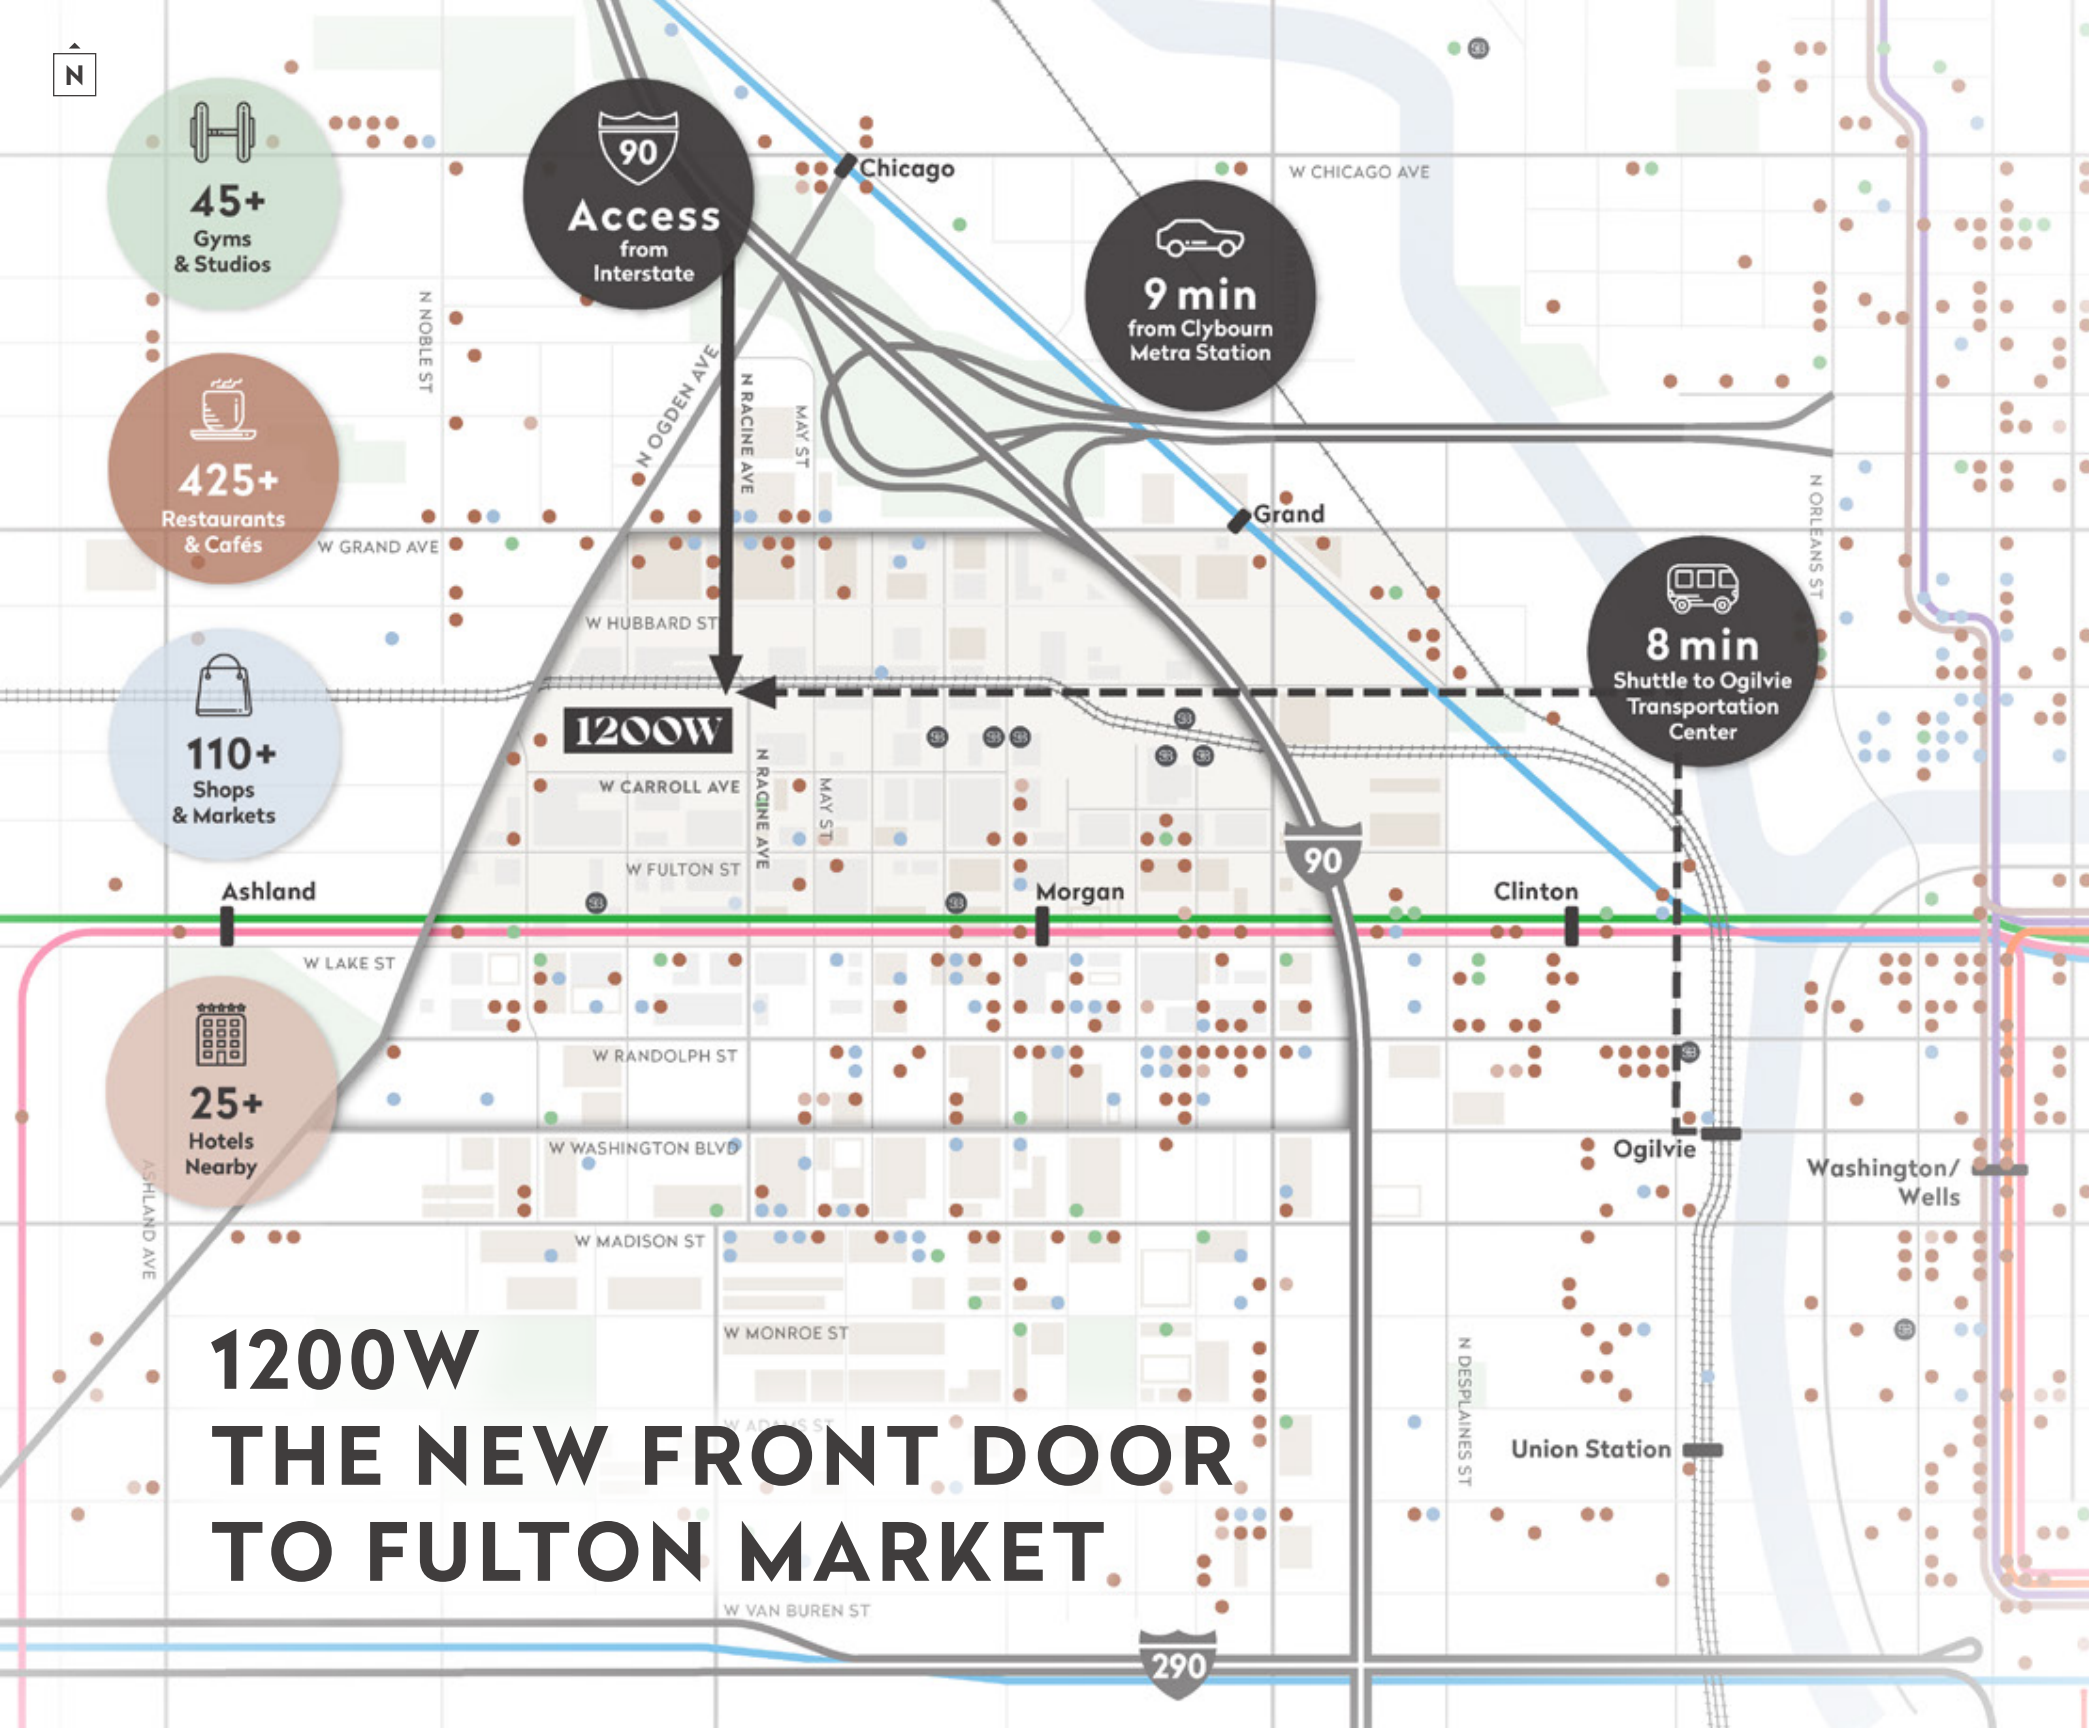 N
45+
Gyms
& Studios
90
Access
from
Interstate
Chicago
W CHICAGO AVE
9 min
from Clybourn
Metra Station
N NOBLE ST
N OGDEN AVE
N RACINE AVE
MAY ST
425+
Restaurants
& Cafés
W GRAND AVE
Grand
N ORLEANS ST
W HUBBARD ST
8 min
Shuttle to Ogilvie
Transportation
Center
110+
Shops
& Markets
1200W
W CARROLL AVE
N RACINE AVE
MAY ST
W FULTON ST
90
Ashland
Morgan
Clinton
W LAKE ST
25+
Hotels
Nearby
W RANDOLPH ST
W WASHINGTON BLVD
Ogilvie
Washington/
Wells
ASHLAND AVE
W MADISON ST
W MONROE ST
N DESPLAINES ST
W ADAMS ST
Union Station
1200W
THE NEW FRONT DOOR
TO FULTON MARKET
W VAN BUREN ST
290